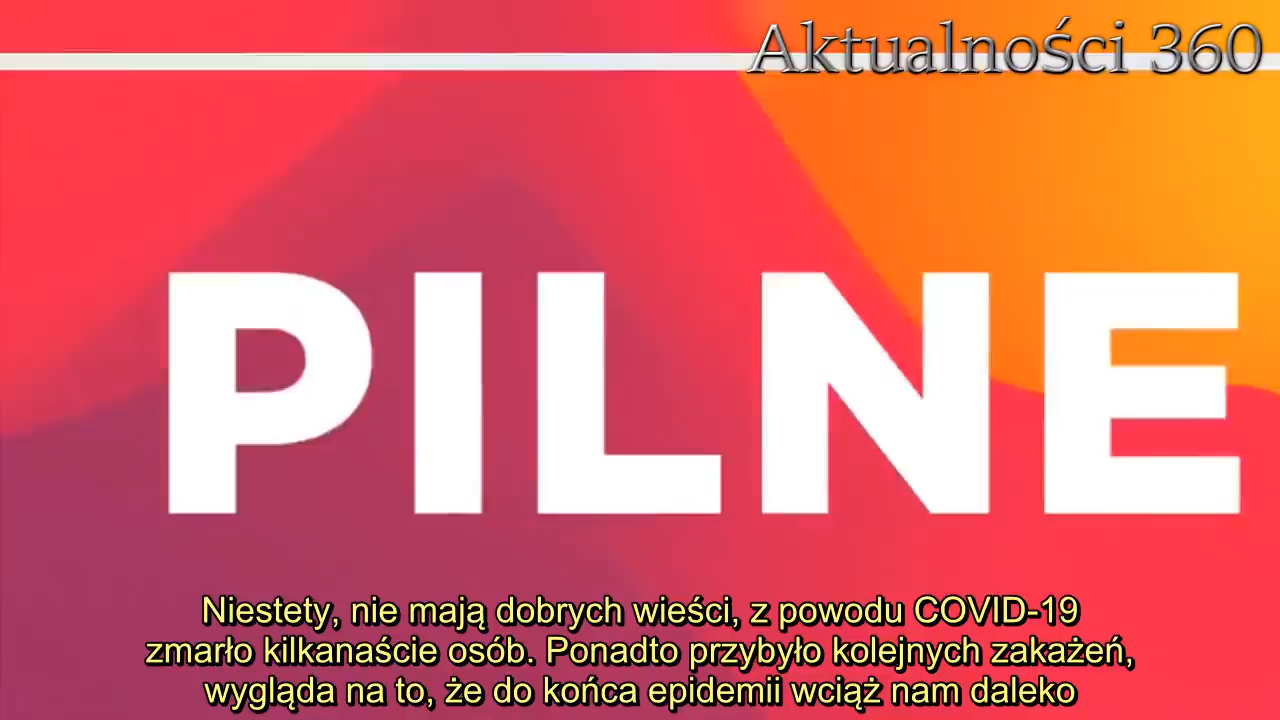 Aktualności 360
PILNE
Niestety, nie mają dobrych wieści, z powodu COVID-19
zmarło kilkanaście osób. Ponadto przybyło kolejnych zakażeń,
wygląda na to, że do końca epidemii wciąż nam daleko